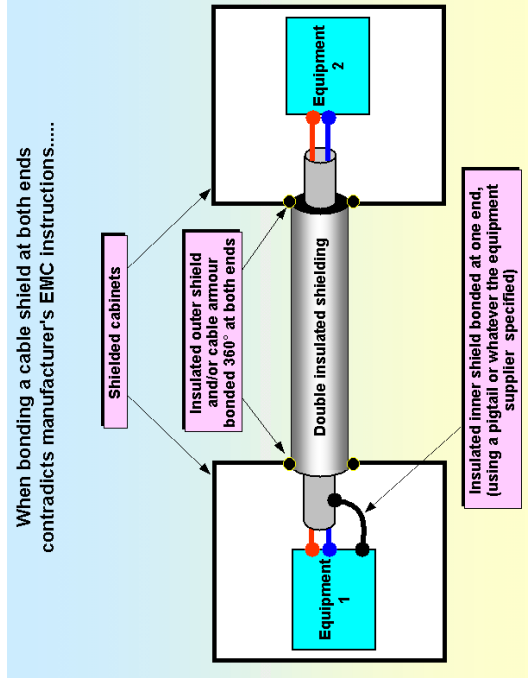 When bonding a cable shield at both ends
contradicts manufacturer's EMC instructions.....
Shielded cabinets
Insulated outer shield
and/or cable armour
bonded 360° at both ends
Equipment
1
Double insulated shielding
Equipment
2
Insulated inner shield bonded at one end,
(using a pigtail or whatever the equipment
supplier specified)